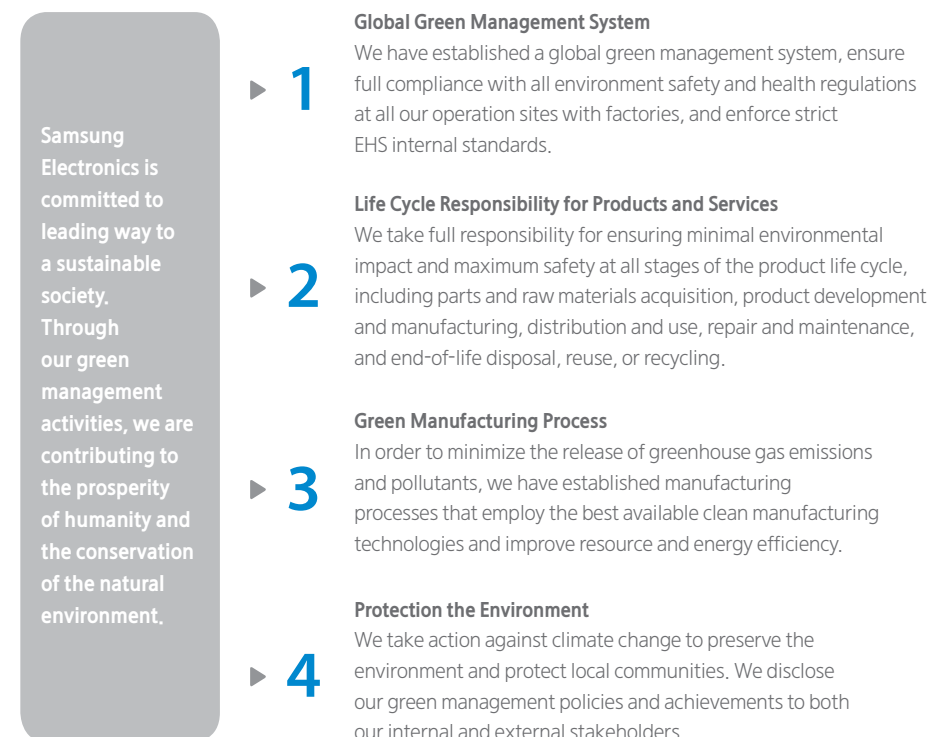 Samsung
Electronics is
committed to
leading way to
a sustainable
society.
Through
our green
management
activities, we are
contributing to
the prosperity
of humanity and
the conservation
of the natural
environment.
1
Global Green Management System
We have established a global green management system, ensure
full compliance with all environment safety and health regulations
at all our operation sites with factories, and enforce strict
EHS internal standards.
2
Life Cycle Responsibility for Products and Services
We take full responsibility for ensuring minimal environmental
impact and maximum safety at all stages of the product life cycle,
including parts and raw materials acquisition, product development
and manufacturing, distribution and use, repair and maintenance,
and end-of-life disposal, reuse, or recycling.
3
Green Manufacturing Process
In order to minimize the release of greenhouse gas emissions
and pollutants, we have established manufacturing
processes that employ the best available clean manufacturing
technologies and improve resource and energy efficiency.
4
Protection the Environment
We take action against climate change to preserve the
environment and protect local communities. We disclose
our green management policies and achievements to both
our internal and external stakeholders.